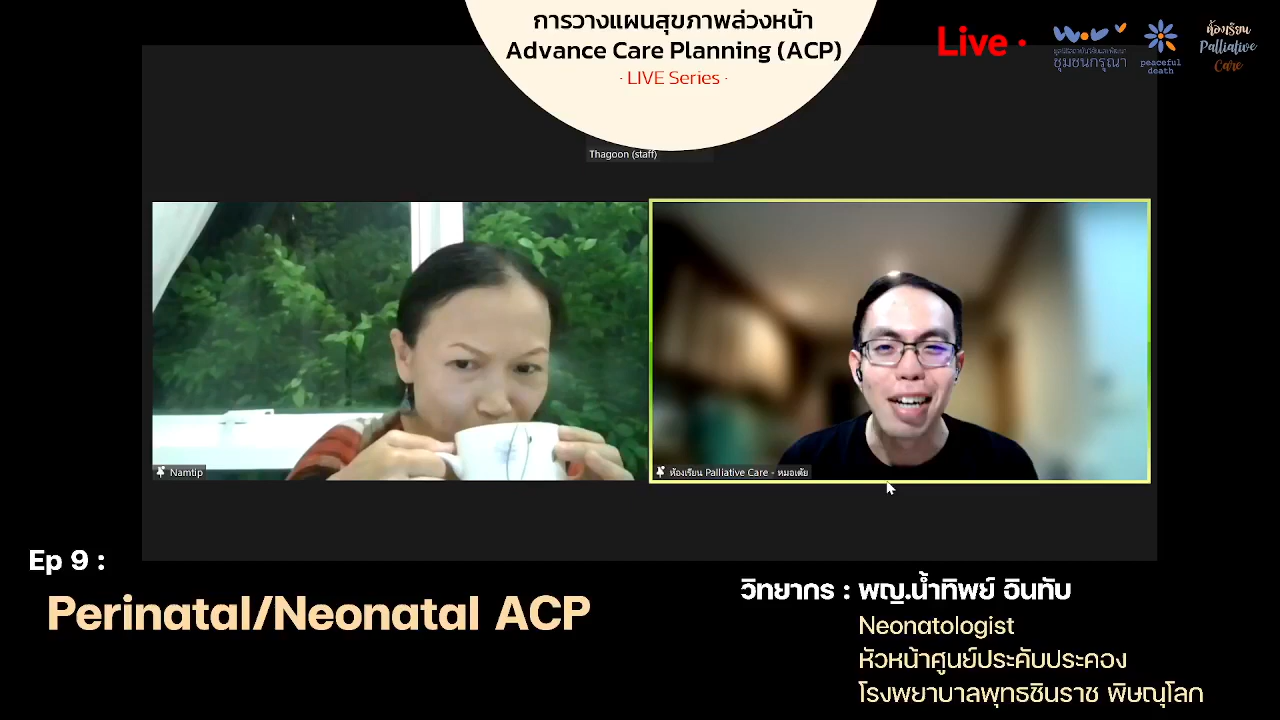 การวางแผนสุขภาพล่วงหน้า
Advance Care Planning (ACP)
· LIVE Series ·
Live ·
ชุมชนกรุณา
peaceful
death
ห้องเรียน
Palliative
Care
Thagoon (staff)
Namtip
ห้องเรียน Palliative Care - หมอเต้ย
Ep 9 :
Perinatal/Neonatal ACP
วิทยากร : พญ.น้ำทิพย์ อินทับ
Neonatologist
หัวหน้าศูนย์ประคับประคอง
โรงพยาบาลพุทธชินราช พิษณุโลก